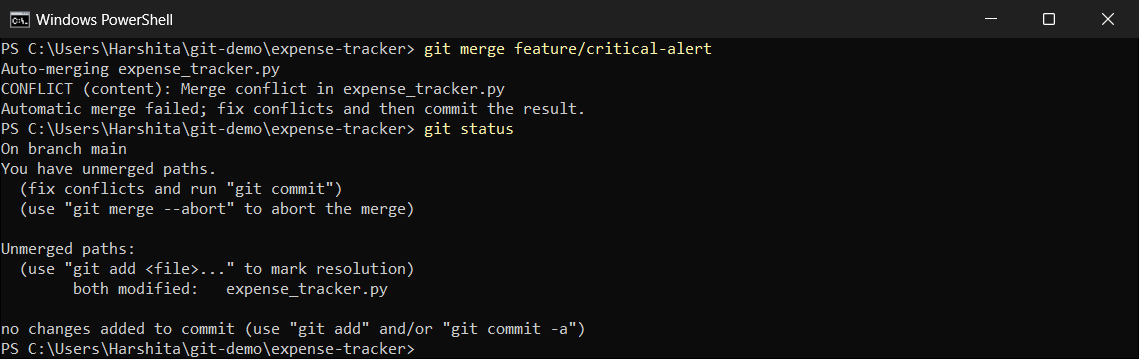 Windows PowerShell
PS C:\Users\Harshita\git-demo\expense-tracker> git merge feature/critical-alert
Auto-merging expense_tracker.py
CONFLICT (content): Merge conflict in expense_tracker.py
Automatic merge failed; fix conflicts and then commit the result.
PS C:\Users\Harshita\git-demo\expense-tracker> git status
On branch main
You have unmerged paths.
  (fix conflicts and run "git commit")
  (use "git merge --abort" to abort the merge)

Unmerged paths:
  (use "git add <file>..." to mark resolution)
        both modified:   expense_tracker.py

no changes added to commit (use "git add" and/or "git commit -a")
PS C:\Users\Harshita\git-demo\expense-tracker>